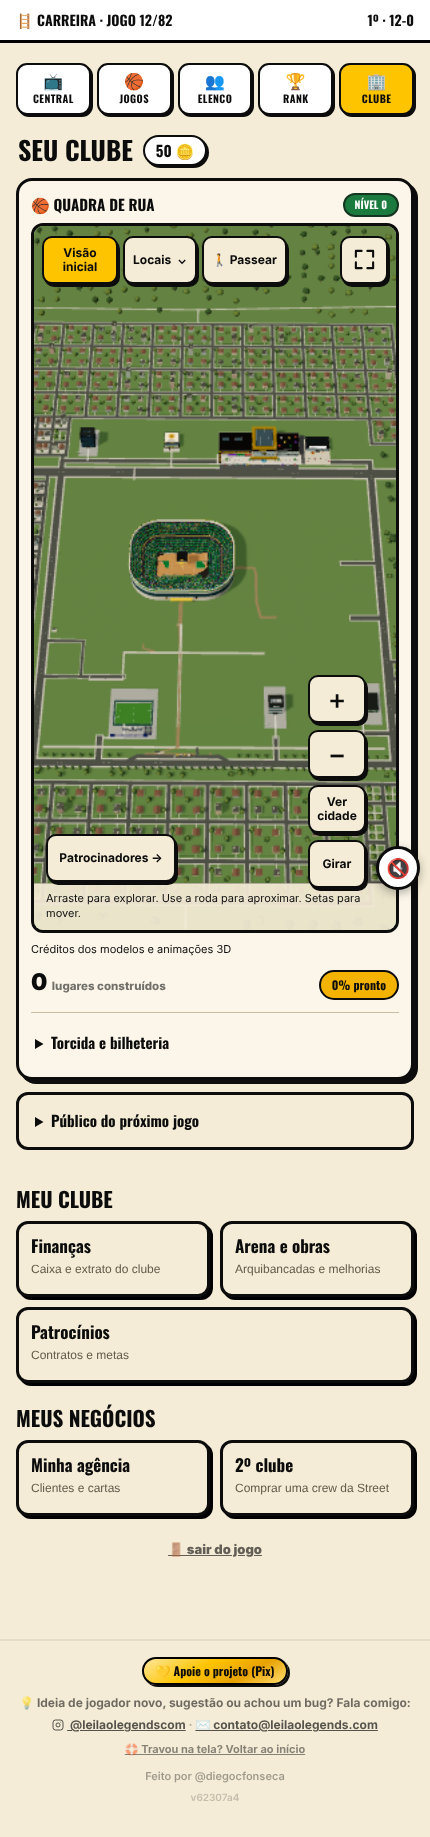 🪜 CARREIRA · JOGO 12/82
1º · 12-0
CENTRAL
JOGOS
ELENCO
RANK
CLUBE
SEU CLUBE
50 🪙
🏀 QUADRA DE RUA
NÍVEL 0
Visão
inicial
Locais
🚶 Passear
+
−
Ver
cidade
Girar
Patrocinadores →
Arraste para explorar. Use a roda para aproximar. Setas para
mover.
Créditos dos modelos e animações 3D
0 lugares construídos
0% pronto
▶ Torcida e bilheteria
▶ Público do próximo jogo
MEU CLUBE
Finanças
Caixa e extrato do clube
Arena e obras
Arquibancadas e melhorias
Patrocínios
Contratos e metas
MEUS NEGÓCIOS
Minha agência
Clientes e cartas
2º clube
Comprar uma crew da Street
🚪 sair do jogo
💛 Apoie o projeto (Pix)
💡 Ideia de jogador novo, sugestão ou achou um bug? Fala comigo:
@leilaolegendscom · ✉️ contato@leilaolegends.com
🛟 Travou na tela? Voltar ao início
Feito por @diegocfonseca
v62307a4